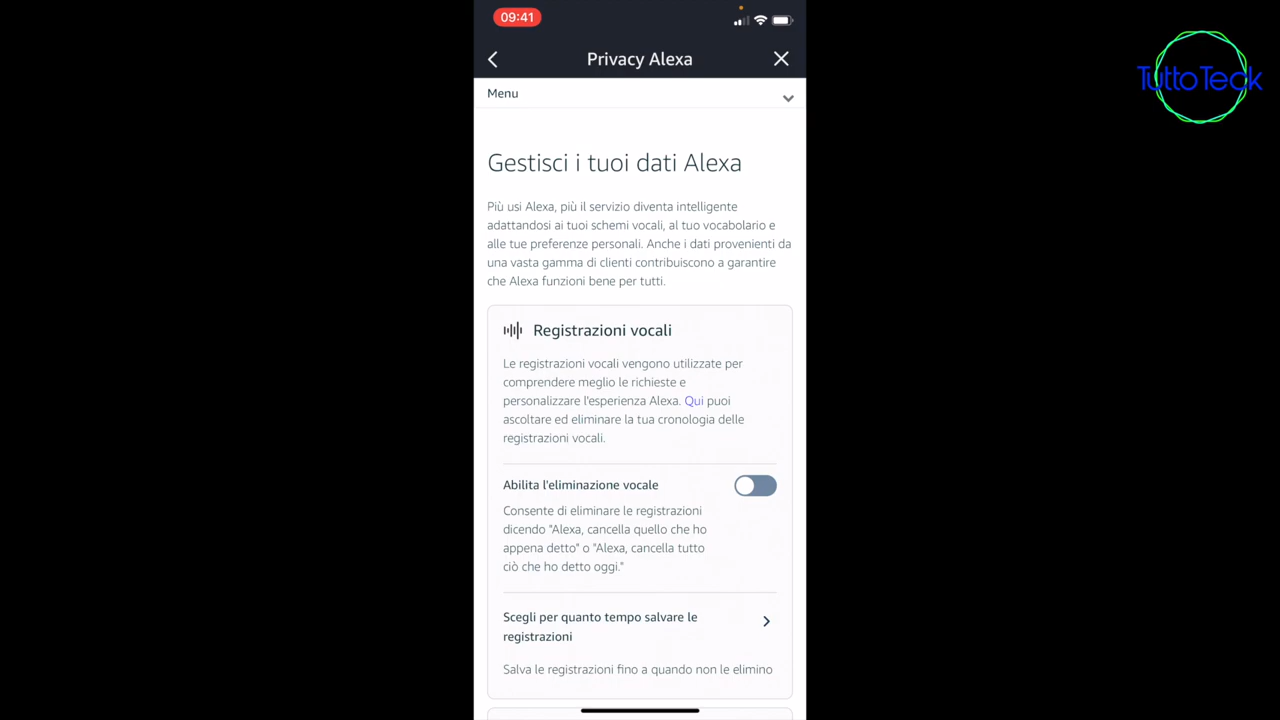 09:41
Privacy Alexa
TuttoTeck
Menu
Gestisci i tuoi dati Alexa
Più usi Alexa, più il servizio diventa intelligente
adattandosi ai tuoi schemi vocali, al tuo vocabolario e
alle tue preferenze personali. Anche i dati provenienti da
una vasta gamma di clienti contribuiscono a garantire
che Alexa funzioni bene per tutti.
Registrazioni vocali
Le registrazioni vocali vengono utilizzate per
comprendere meglio le richieste e
personalizzare l'esperienza Alexa. Qui puoi
ascoltare ed eliminare la tua cronologia delle
registrazioni vocali.
Abilita l'eliminazione vocale
Consente di eliminare le registrazioni
dicendo "Alexa, cancella quello che ho
appena detto" o "Alexa, cancella tutto
ciò che ho detto oggi."
Scegli per quanto tempo salvare le
registrazioni
Salva le registrazioni fino a quando non le elimino